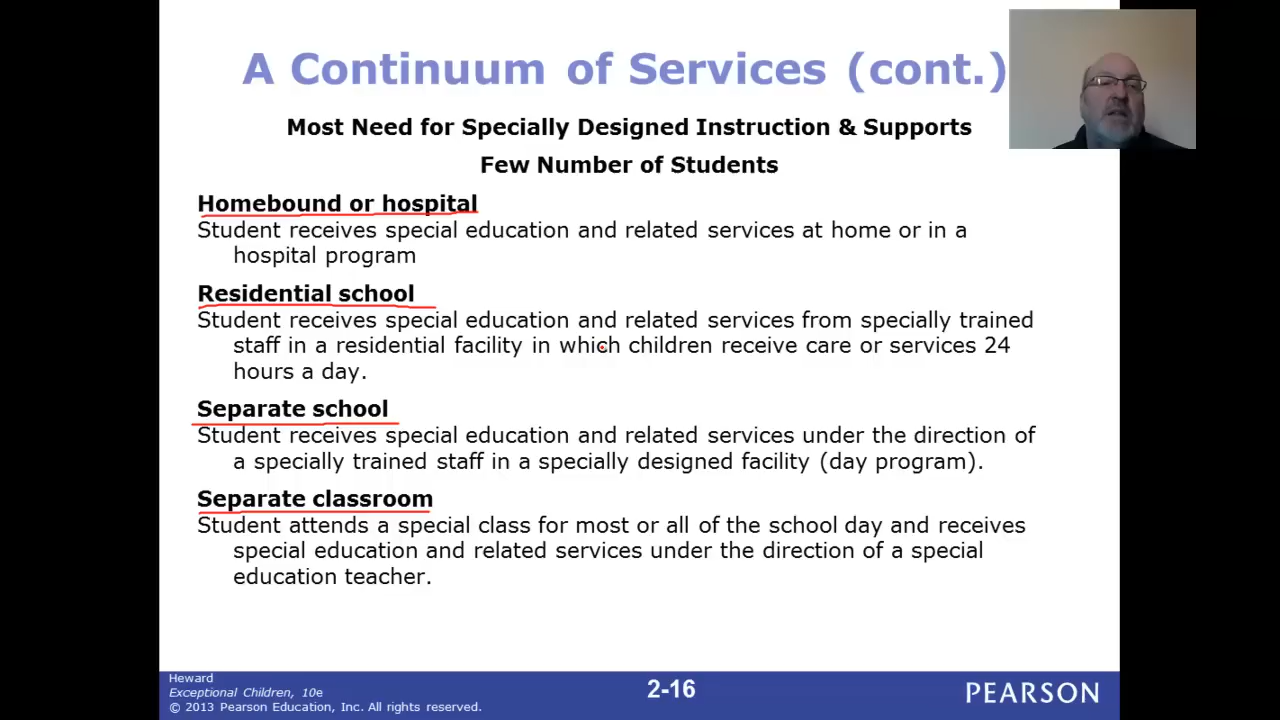 A Continuum of Services (cont.)
Most Need for Specially Designed Instruction & Supports
Few Number of Students
Homebound or hospital
Student receives special education and related services at home or in a
hospital program
Residential school
Student receives special education and related services from specially trained
staff in a residential facility in which children receive care or services 24
hours a day.
Separate school
Student receives special education and related services under the direction of
a specially trained staff in a specially designed facility (day program).
Separate classroom
Student attends a special class for most or all of the school day and receives
special education and related services under the direction of a special
education teacher.
Heward
Exceptional Children, 10e
© 2013 Pearson Education, Inc. All rights reserved.
2-16
PEARSON